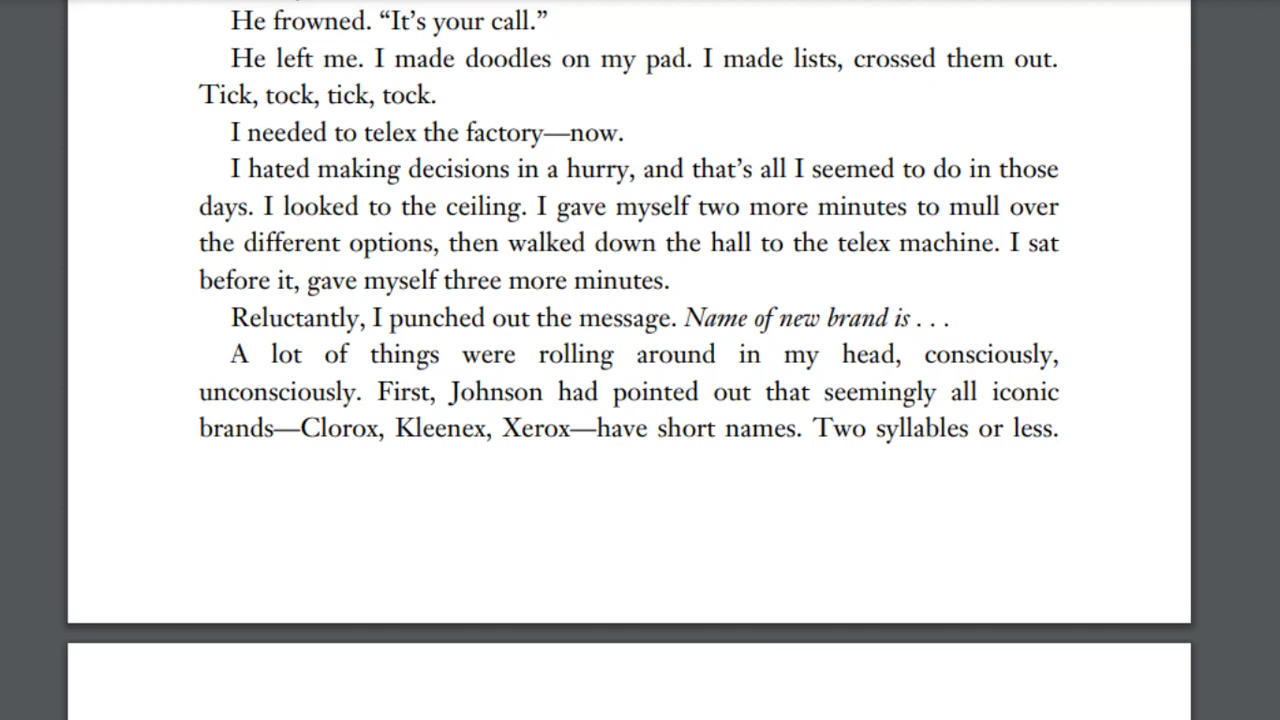 He frowned. “It’s your call.”
He left me. I made doodles on my pad. I made lists, crossed them out.
Tick, tock, tick, tock.
I needed to telex the factory—now.
I hated making decisions in a hurry, and that’s all I seemed to do in those
days. I looked to the ceiling. I gave myself two more minutes to mull over
the different options, then walked down the hall to the telex machine. I sat
before it, gave myself three more minutes.
Reluctantly, I punched out the message. Name of new brand is . . .
A lot of things were rolling around in my head, consciously,
unconsciously. First, Johnson had pointed out that seemingly all iconic
brands—Clorox, Kleenex, Xerox—have short names. Two syllables or less.